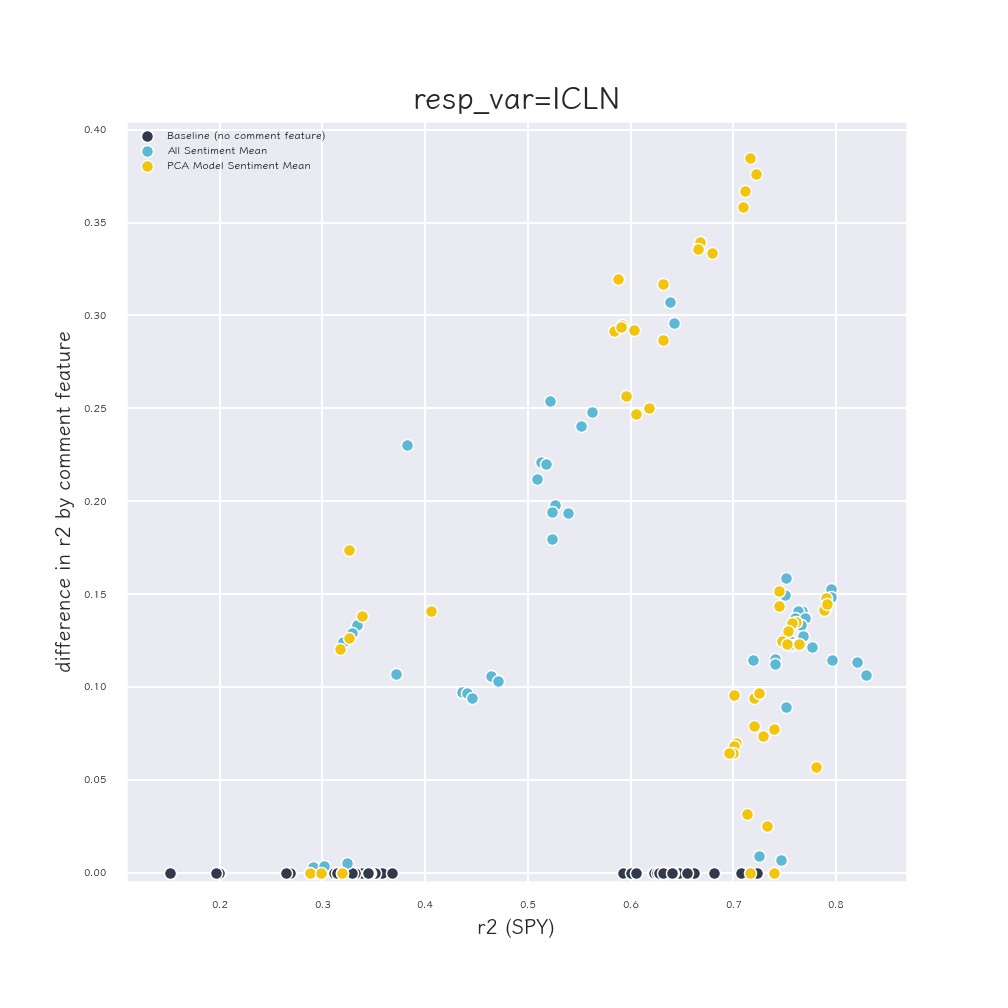 resp_var=ICLN
Baseline (no comment feature)
All Sentiment Mean
PCA Model Sentiment Mean
0.40
0.35
0.30
0.25
0.20
0.15
0.10
0.05
0.00
difference in r2 by comment feature
0.2 0.3 0.4 0.5 0.6 0.7 0.8
r2 (SPY)